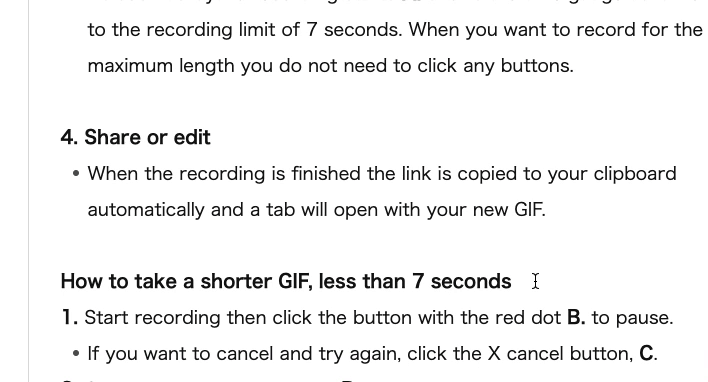 to the recording limit of 7 seconds. When you want to record for the
maximum length you do not need to click any buttons.
4. Share or edit
• When the recording is finished the link is copied to your clipboard
automatically and a tab will open with your new GIF.
How to take a shorter GIF, less than 7 seconds
1. Start recording then click the button with the red dot B. to pause.
• If you want to cancel and try again, click the X cancel button, C.